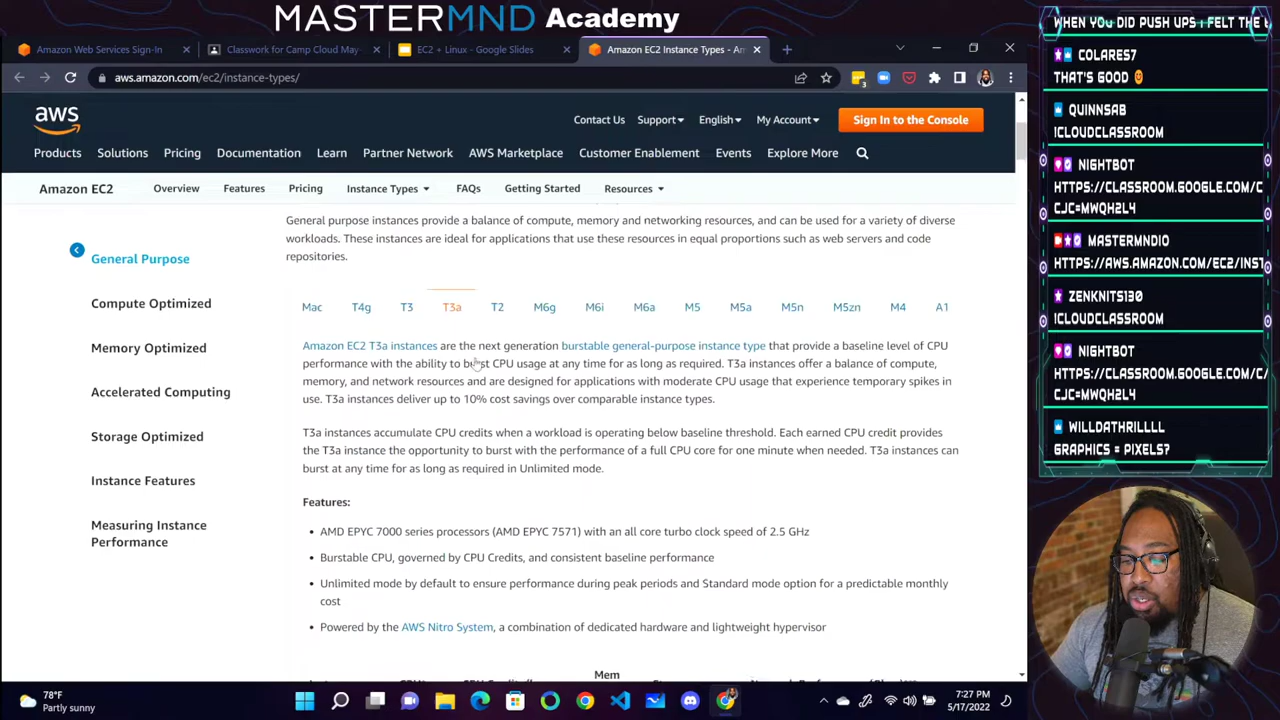 MASTERMND Academy
Amazon Web Services Sign-In
Classwork for Camp Cloud May
EC2 + Linux - Google Slides
Amazon EC2 Instance Types - Am
aws.amazon.com/ec2/instance-types/
aws
Contact Us Support English My Account Sign In to the Console
Products Solutions Pricing Documentation Learn Partner Network AWS Marketplace Customer Enablement Events Explore More
Amazon EC2 Overview Features Pricing Instance Types FAQs Getting Started Resources
General purpose instances provide a balance of compute, memory and networking resources, and can be used for a variety of diverse
workloads. These instances are ideal for applications that use these resources in equal proportions such as web servers and code
repositories.
General Purpose
Compute Optimized
Memory Optimized
Accelerated Computing
Storage Optimized
Instance Features
Measuring Instance
Performance
Mac T4g T3 T3a T2 M6g M6i M6a M5 M5a M5n M5zn M4 A1
Amazon EC2 T3a instances are the next generation burstable general-purpose instance type that provide a baseline level of CPU
performance with the ability to burst CPU usage at any time for as long as required. T3a instances offer a balance of compute,
memory, and network resources and are designed for applications with moderate CPU usage that experience temporary spikes in
use. T3a instances deliver up to 10% cost savings over comparable instance types.
T3a instances accumulate CPU credits when a workload is operating below baseline threshold. Each earned CPU credit provides
the T3a instance the opportunity to burst with the performance of a full CPU core for one minute when needed. T3a instances can
burst at any time for as long as required in Unlimited mode.
Features:
AMD EPYC 7000 series processors (AMD EPYC 7571) with an all core turbo clock speed of 2.5 GHz
Burstable CPU, governed by CPU Credits, and consistent baseline performance
Unlimited mode by default to ensure performance during peak periods and Standard mode option for a predictable monthly
cost
Powered by the AWS Nitro System, a combination of dedicated hardware and lightweight hypervisor
Mem
78°F
Partly sunny
7:27 PM
5/17/2022
WHEN YOU DID PUSH UPS I FELT THE
COLARES7
THAT'S GOOD
QUINNSAB
!CLOUDCLASSROOM
NIGHTBOT
HTTPS://CLASSROOM.GOOGLE.COM/C
CJC=MWQH2L4
MASTERMNDIO
HTTPS://AWS.AMAZON.COM/EC2/INST
ZENKNITS130
!CLOUDCLASSROOM
NIGHTBOT
HTTPS://CLASSROOM.GOOGLE.COM/C
CJC=MWQH2L4
WILLDATHRILLLL
GRAPHICS = PIXELS?